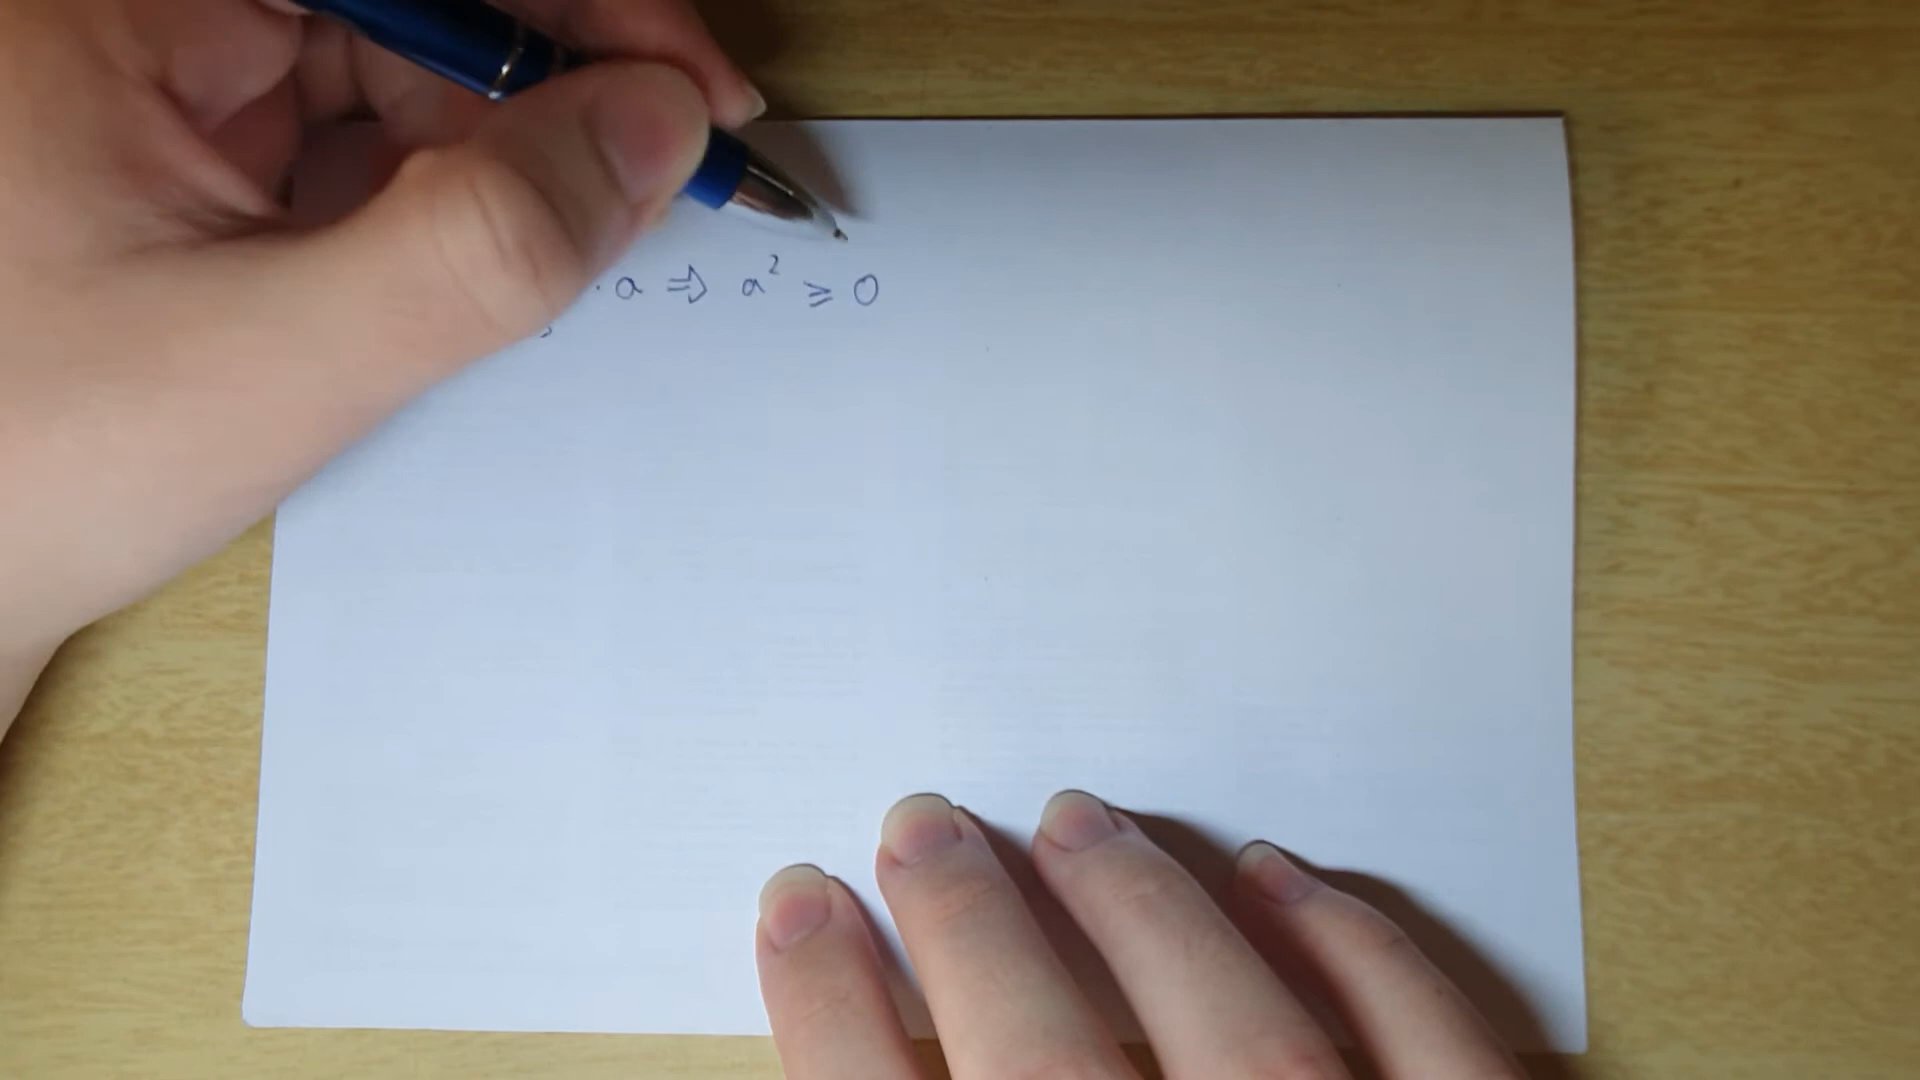 · a ⇒ a² ⩾ 0